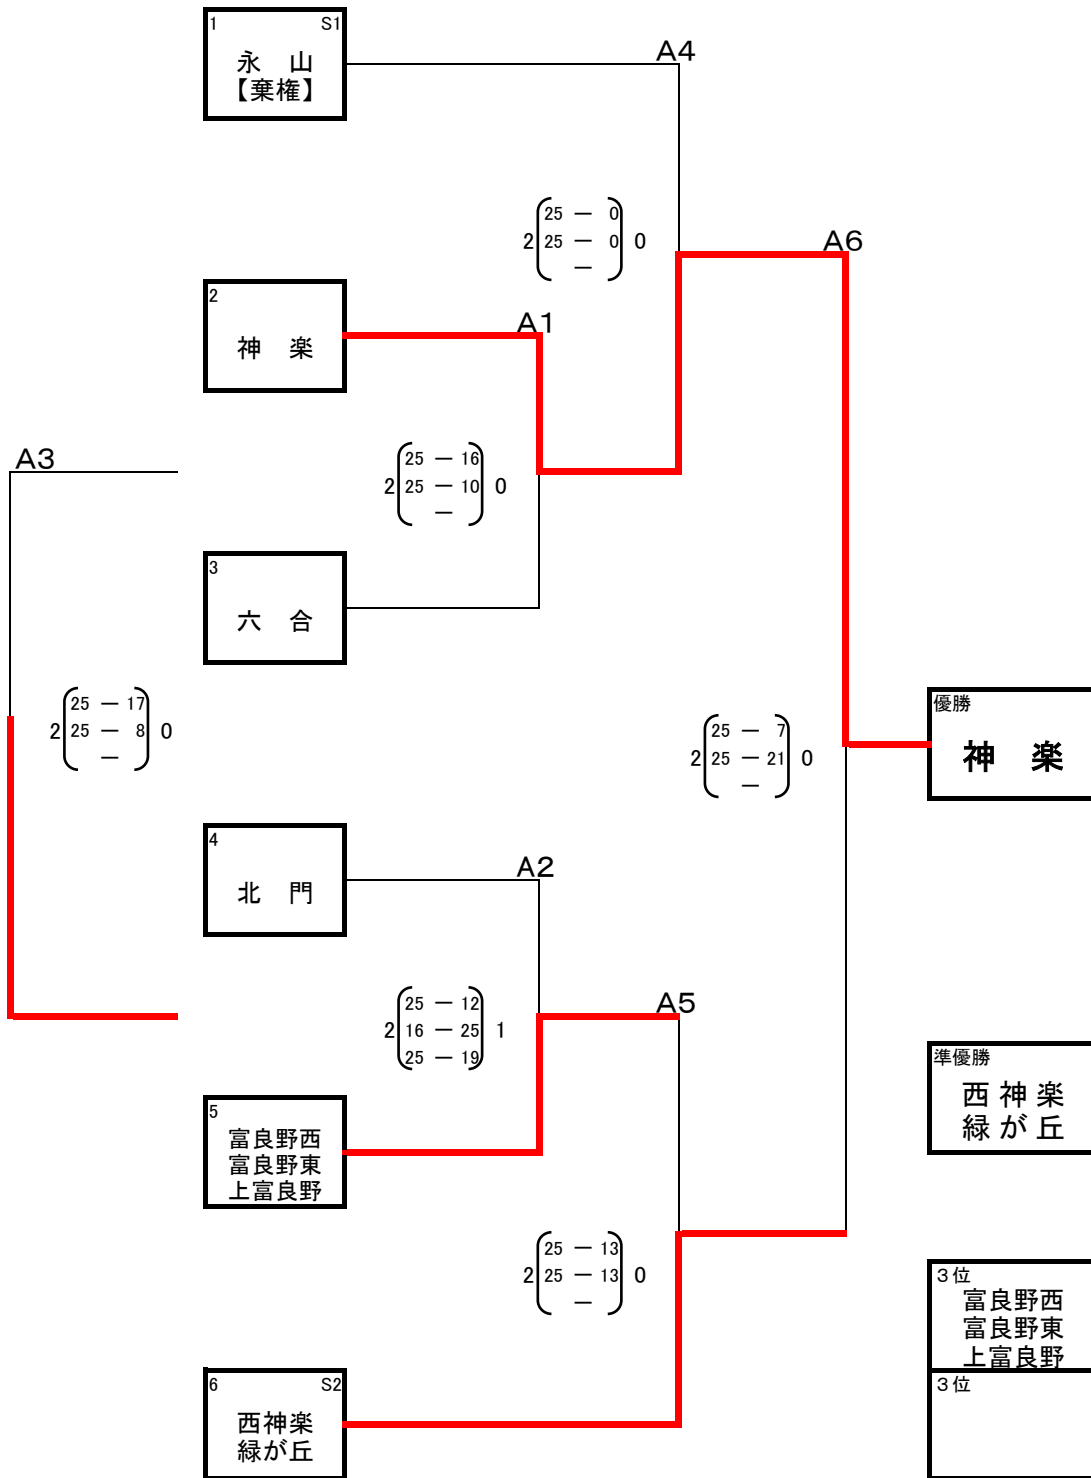 1 S1
永 山
【棄権】
A4
25 － 0
2 25 － 0 0
－
A6
2
神 楽
A1
A3
25 － 16
2 25 － 10 0
－
3
六 合
25 － 17
2 25 － 8 0
－
優勝
神 楽
25 － 7
2 25 － 21 0
－
4
北 門
A2
25 － 12
2 16 － 25 1
25 － 19
A5
準優勝
西 神 楽
緑 が 丘
5
富良野西
富良野東
上富良野
25 － 13
2 25 － 13 0
－
３位
富良野西
富良野東
上富良野
6 S2
西神楽
緑が丘
３位